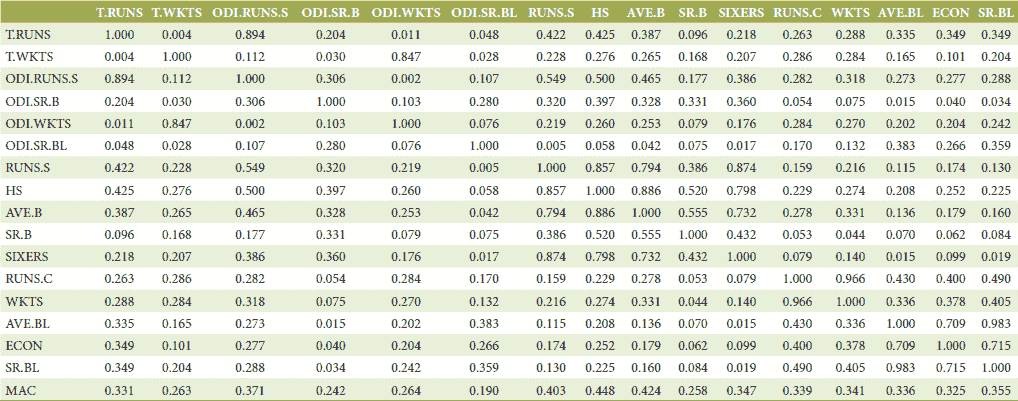 T.RUNS T.WKTS ODI.RUNS.S ODI.SR.B ODI.WKTS ODI.SR.BL RUNS.S HS AVE.B SR.B SIXERS RUNS.C WKTS AVE.BL ECON SR.BL
T.RUNS 1.000 0.004 0.894 0.204 0.011 0.048 0.422 0.425 0.387 0.096 0.218 0.263 0.288 0.335 0.349 0.349
T.WKTS 0.004 1.000 0.112 0.030 0.847 0.028 0.228 0.276 0.265 0.168 0.207 0.286 0.284 0.165 0.101 0.204
ODI.RUNS.S 0.894 0.112 1.000 0.306 0.002 0.107 0.549 0.500 0.465 0.177 0.386 0.282 0.318 0.273 0.277 0.288
ODI.SR.B 0.204 0.030 0.306 1.000 0.103 0.280 0.320 0.397 0.328 0.331 0.360 0.054 0.075 0.015 0.040 0.034
ODI.WKTS 0.011 0.847 0.002 0.103 1.000 0.076 0.219 0.260 0.253 0.079 0.176 0.284 0.270 0.202 0.204 0.242
ODI.SR.BL 0.048 0.028 0.107 0.280 0.076 1.000 0.005 0.058 0.042 0.075 0.017 0.170 0.132 0.383 0.266 0.359
RUNS.S 0.422 0.228 0.549 0.320 0.219 0.005 1.000 0.857 0.794 0.386 0.874 0.159 0.216 0.115 0.174 0.130
HS 0.425 0.276 0.500 0.397 0.260 0.058 0.857 1.000 0.886 0.520 0.798 0.229 0.274 0.208 0.252 0.225
AVE.B 0.387 0.265 0.465 0.328 0.253 0.042 0.794 0.886 1.000 0.555 0.732 0.278 0.331 0.136 0.179 0.160
SR.B 0.096 0.168 0.177 0.331 0.079 0.075 0.386 0.520 0.555 1.000 0.432 0.053 0.044 0.070 0.062 0.084
SIXERS 0.218 0.207 0.386 0.360 0.176 0.017 0.874 0.798 0.732 0.432 1.000 0.079 0.140 0.015 0.099 0.019
RUNS.C 0.263 0.286 0.282 0.054 0.284 0.170 0.159 0.229 0.278 0.053 0.079 1.000 0.966 0.430 0.400 0.490
WKTS 0.288 0.284 0.318 0.075 0.270 0.132 0.216 0.274 0.331 0.044 0.140 0.966 1.000 0.336 0.378 0.405
AVE.BL 0.335 0.165 0.273 0.015 0.202 0.383 0.115 0.208 0.136 0.070 0.015 0.430 0.336 1.000 0.709 0.983
ECON 0.349 0.101 0.277 0.040 0.204 0.266 0.174 0.252 0.179 0.062 0.099 0.400 0.378 0.709 1.000 0.715
SR.BL 0.349 0.204 0.288 0.034 0.242 0.359 0.130 0.225 0.160 0.084 0.019 0.490 0.405 0.983 0.715 1.000
MAC 0.331 0.263 0.371 0.242 0.264 0.190 0.403 0.448 0.424 0.258 0.347 0.339 0.341 0.336 0.325 0.355